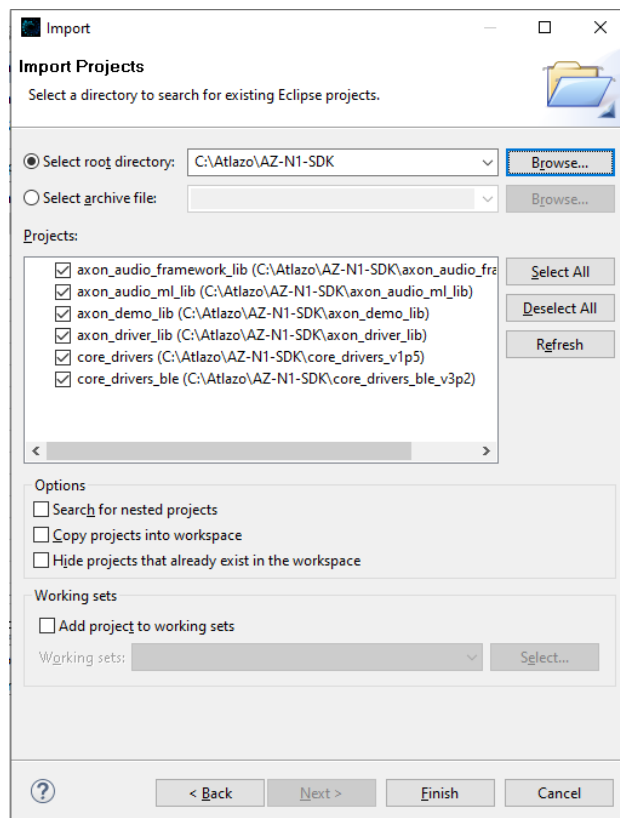 Import
Import Projects
Select a directory to search for existing Eclipse projects.
Select root directory: C:\Atlazo\AZ-N1-SDK Browse...
Select archive file: Browse...
Projects:
axon_audio_framework_lib (C:\Atlazo\AZ-N1-SDK\axon_audio_fra
axon_audio_ml_lib (C:\Atlazo\AZ-N1-SDK\axon_audio_ml_lib)
axon_demo_lib (C:\Atlazo\AZ-N1-SDK\axon_demo_lib)
axon_driver_lib (C:\Atlazo\AZ-N1-SDK\axon_driver_lib)
core_drivers (C:\Atlazo\AZ-N1-SDK\core_drivers_v1p5)
core_drivers_ble (C:\Atlazo\AZ-N1-SDK\core_drivers_ble_v3p2)
Select All
Deselect All
Refresh
Options
Search for nested projects
Copy projects into workspace
Hide projects that already exist in the workspace
Working sets
Add project to working sets
Working sets: Select...
? < Back Next > Finish Cancel